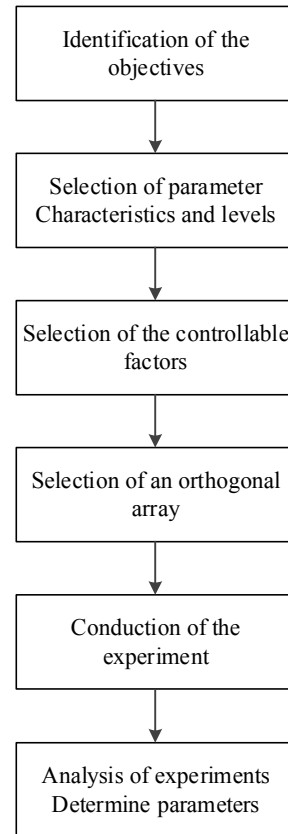 Identification of the
objectives
Selection of parameter
Characteristics and levels
Selection of the controllable
factors
Selection of an orthogonal
array
Conduction of the
experiment
Analysis of experiments
Determine parameters